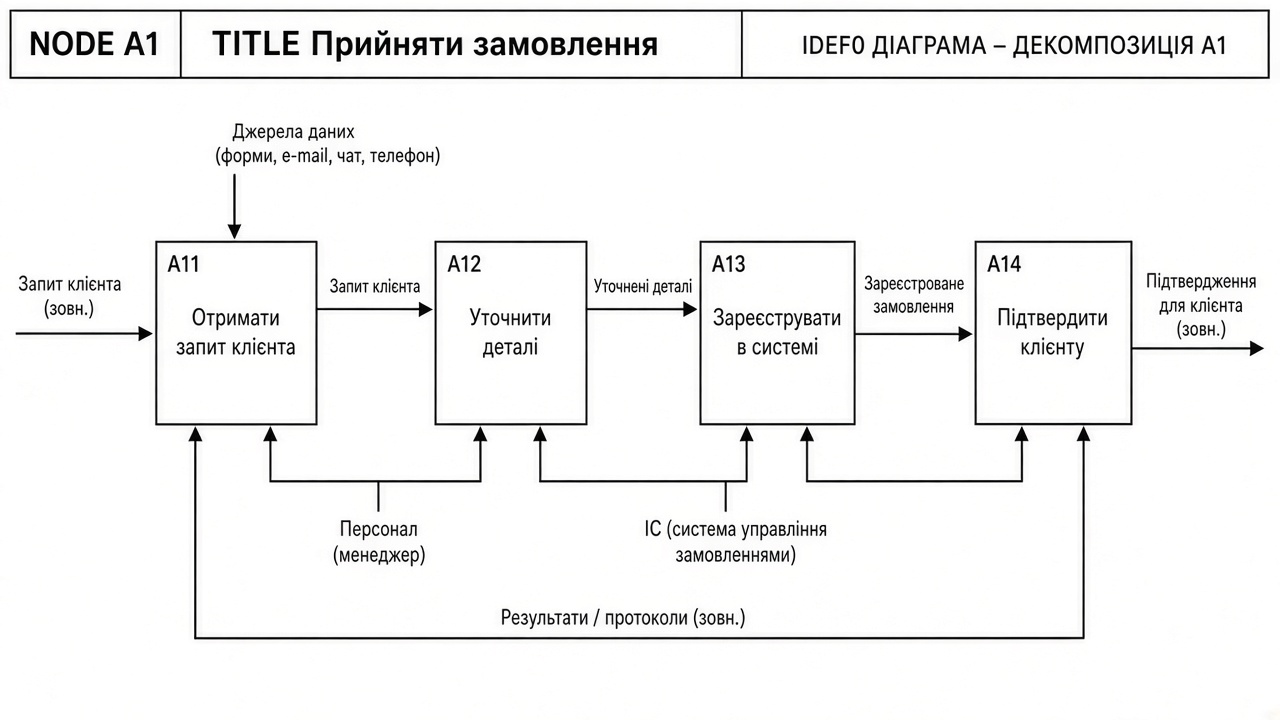 NODE A1
TITLE Прийняти замовлення
IDEF0 ДІАГРАМА – ДЕКОМПОЗИЦІЯ A1
Джерела даних
(форми, e-mail, чат, телефон)
Запит клієнта
(зовн.)
A11
Отримати
запит клієнта
Запит клієнта
A12
Уточнити
деталі
Уточнені деталі
A13
Зареєструвати
в системі
Зареєстроване
замовлення
A14
Підтвердити
клієнту
Підтвердження
для клієнта
(зовн.)
Персонал
(менеджер)
ІС (система управління
замовленнями)
Результати / протоколи (зовн.)